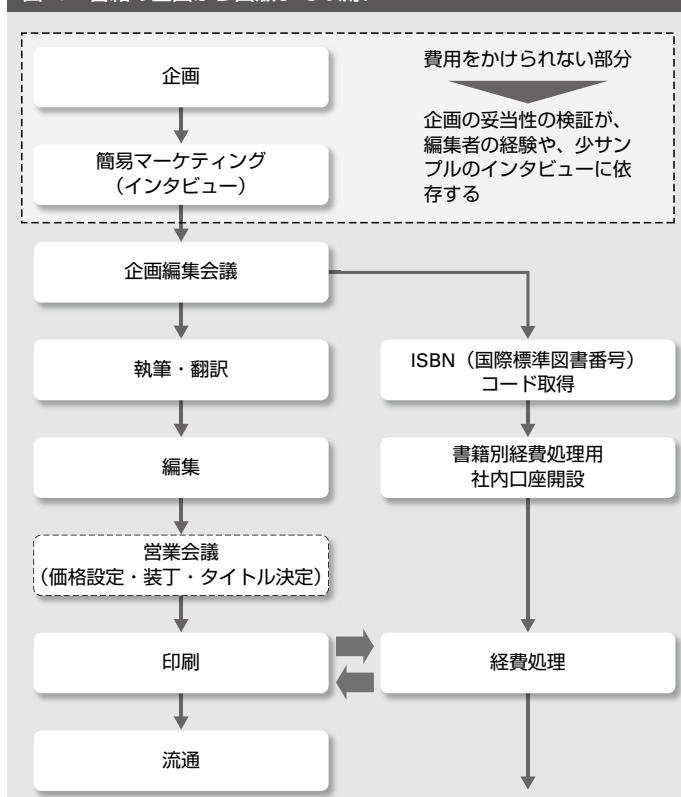 企画
費用をかけられない部分
企画の妥当性の検証が、
編集者の経験や、少サン
プルのインタビューに依
存する
簡易マーケティング
（インタビュー）
企画編集会議
執筆・翻訳
ISBN（国際標準図書番号）
コード取得
編集
書籍別経費処理用
社内口座開設
営業会議
（価格設定・装丁・タイトル決定）
印刷
経費処理
流通